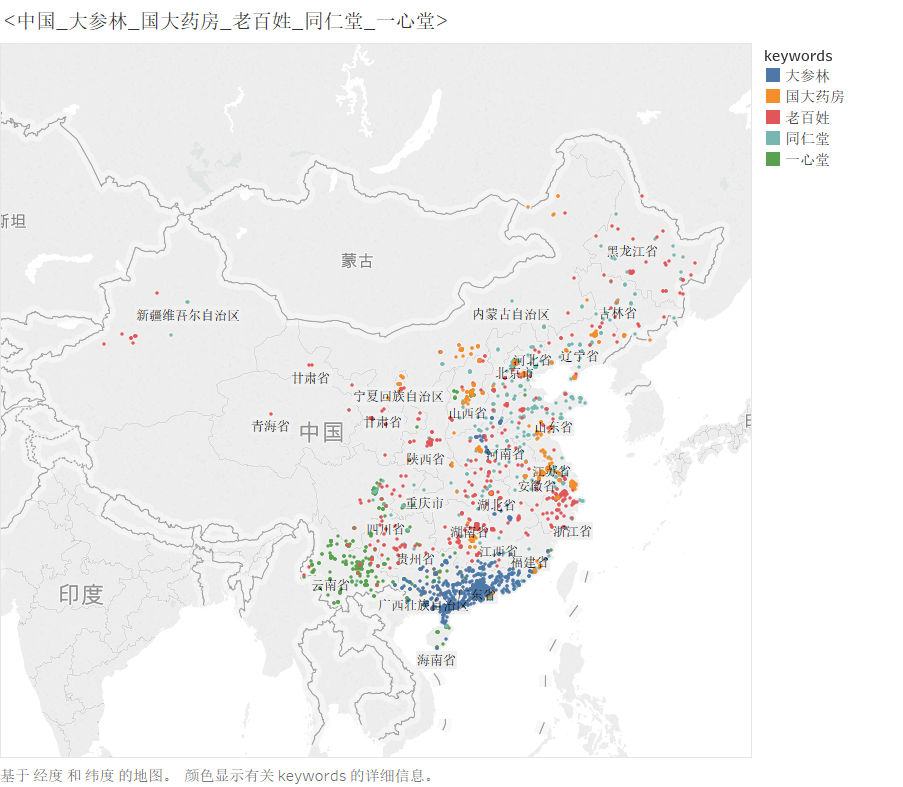 <中国_大参林_国大药房_老百姓_同仁堂_一心堂>
keywords
大参林
国大药房
老百姓
同仁堂
一心堂
斯坦
蒙古
黑龙江省
新疆维吾尔自治区
内蒙古自治区
吉林省
河北省
辽宁省
北京市
甘肃省
宁夏回族自治区
山西省
青海省
中国
甘肃省
山东省
陕西省
河南省
江苏省
安徽省
重庆市
湖北省
四川省
湖南省
浙江省
江西省
贵州省
福建省
云南省
印度
东省
广西壮族自治区
海南省
基于 经度 和 纬度 的地图。 颜色显示有关 keywords 的详细信息。